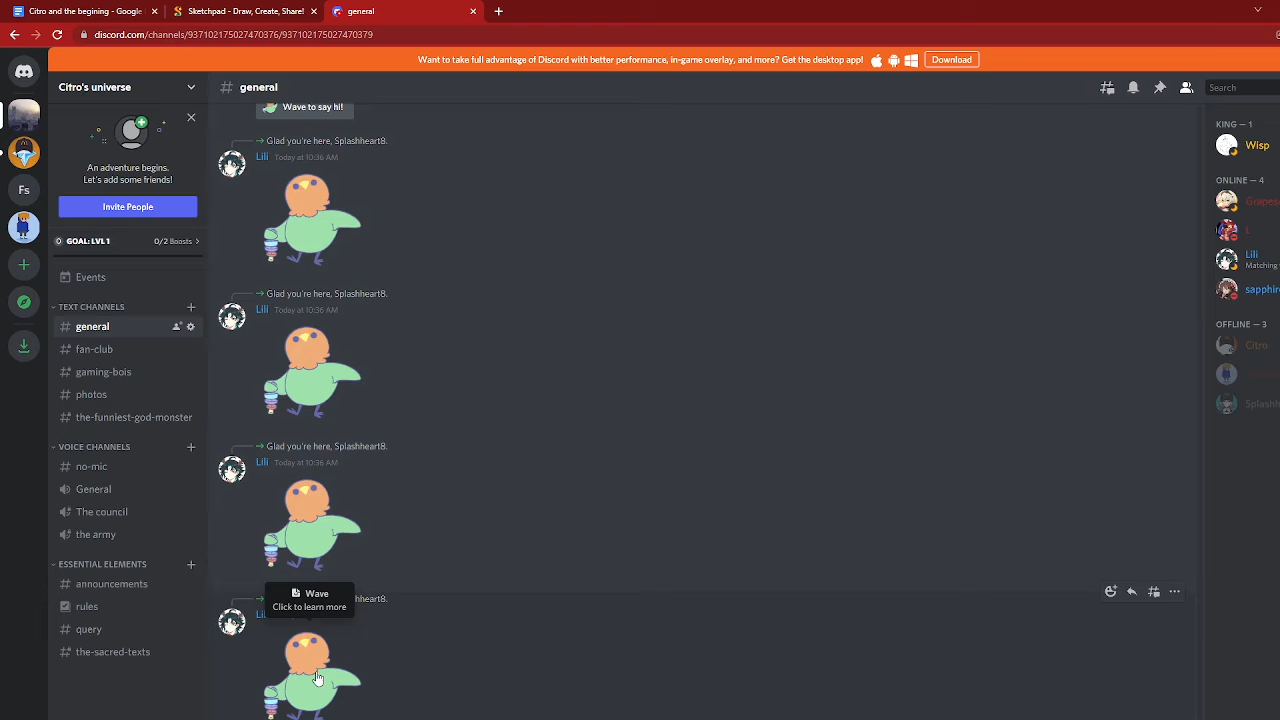 Citro and the begining - Google
Sketchpad - Draw, Create, Share!
general
discord.com/channels/937102175027470376/937102175027470379
Want to take full advantage of Discord with better performance, in-game overlay, and more? Get the desktop app!
Download
Citro's universe
general
Search
An adventure begins.
Let's add some friends!
Invite People
GOAL: LVL 1
0/2 Boosts
Events
TEXT CHANNELS
general
fan-club
gaming-bois
photos
the-funniest-god-monster
VOICE CHANNELS
no-mic
General
The council
the army
ESSENTIAL ELEMENTS
announcements
rules
query
the-sacred-texts
Fs
Wave to say hi!
Glad you're here, Splashheart8.
Lili Today at 10:36 AM
Glad you're here, Splashheart8.
Lili Today at 10:36 AM
Glad you're here, Splashheart8.
Lili Today at 10:36 AM
heart8.
Wave
Click to learn more
KING — 1
Wisp
ONLINE — 4
Grapes
L
Lili
Matching
sapphir
OFFLINE — 3
Citro
Splashh